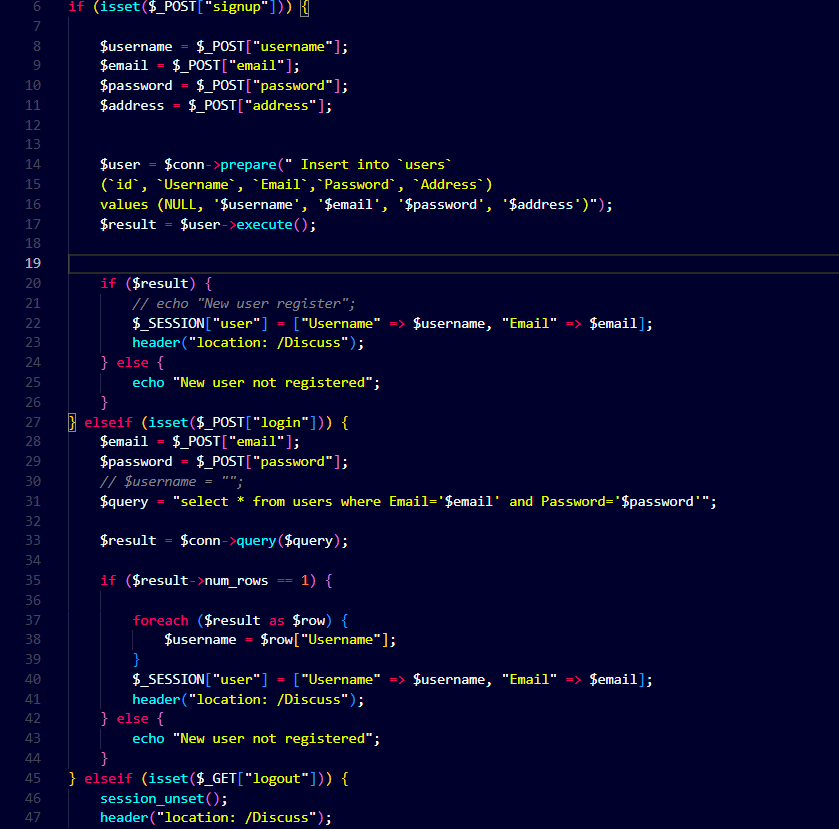 6 if (isset($_POST["signup"])) {
7
8 $username = $_POST["username"];
9 $email = $_POST["email"];
10 $password = $_POST["password"];
11 $address = $_POST["address"];
12
13
14 $user = $conn->prepare(" Insert into `users`
15 (`id`, `Username`, `Email`,`Password`, `Address`)
16 values (NULL, '$username', '$email', '$password', '$address')");
17 $result = $user->execute();
18
19
20 if ($result) {
21 // echo "New user register";
22 $_SESSION["user"] = ["Username" => $username, "Email" => $email];
23 header("location: /Discuss");
24 } else {
25 echo "New user not registered";
26 }
27 } elseif (isset($_POST["login"])) {
28 $email = $_POST["email"];
29 $password = $_POST["password"];
30 // $username = "";
31 $query = "select * from users where Email='$email' and Password='$password'";
32
33 $result = $conn->query($query);
34
35 if ($result->num_rows == 1) {
36
37 foreach ($result as $row) {
38 $username = $row["Username"];
39 }
40 $_SESSION["user"] = ["Username" => $username, "Email" => $email];
41 header("location: /Discuss");
42 } else {
43 echo "New user not registered";
44 }
45 } elseif (isset($_GET["logout"])) {
46 session_unset();
47 header("location: /Discuss");